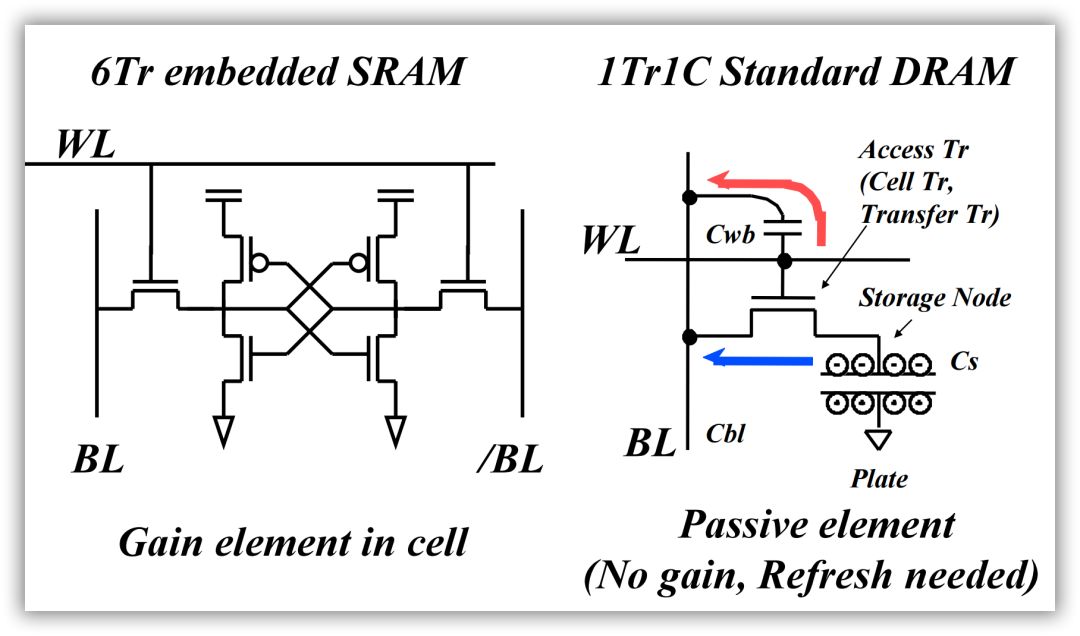 6Tr embedded SRAM
WL
BL
/BL
Gain element in cell
1Tr1C Standard DRAM
Access Tr
(Cell Tr,
Transfer Tr)
Cwb
WL
Storage Node
Cs
BL
Cbl
Plate
Passive element
(No gain, Refresh needed)